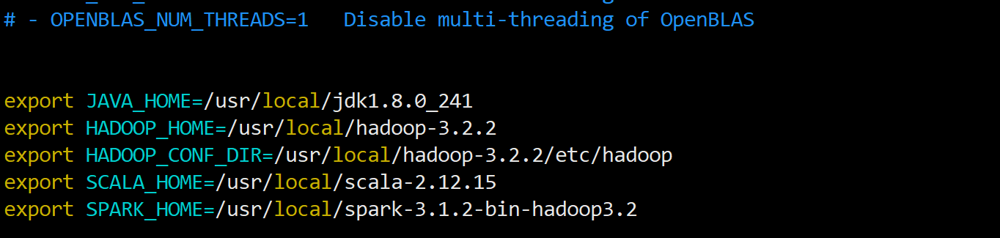 # - OPENBLAS_NUM_THREADS=1   Disable multi-threading of OpenBLAS
export JAVA_HOME=/usr/local/jdk1.8.0_241
export HADOOP_HOME=/usr/local/hadoop-3.2.2
export HADOOP_CONF_DIR=/usr/local/hadoop-3.2.2/etc/hadoop
export SCALA_HOME=/usr/local/scala-2.12.15
export SPARK_HOME=/usr/local/spark-3.1.2-bin-hadoop3.2